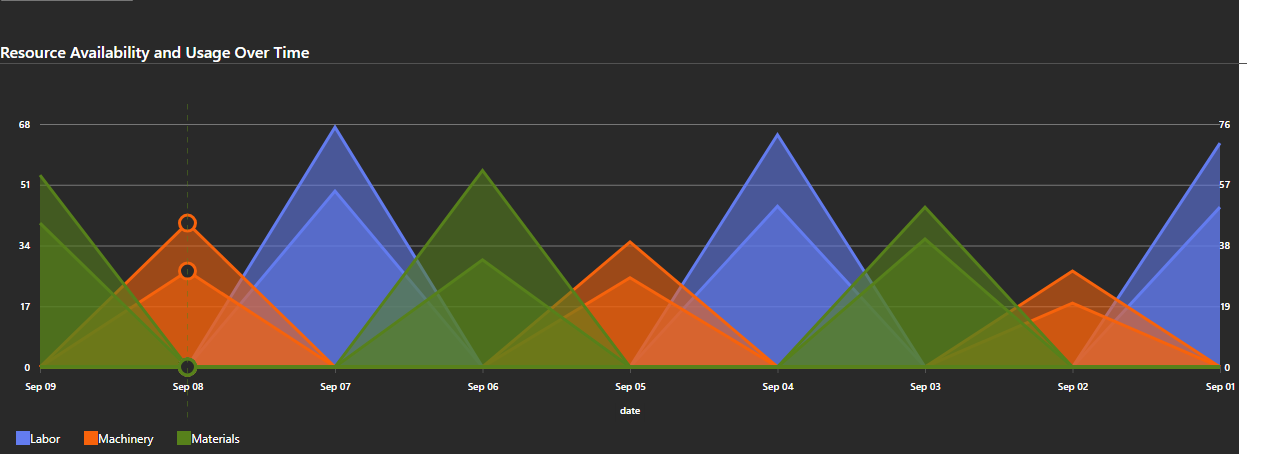 Resource Availability and Usage Over Time
68 76
51 57
34 38
17 19
0 0
Sep 09 Sep 08 Sep 07 Sep 06 Sep 05 Sep 04 Sep 03 Sep 02 Sep 01
date
Labor Machinery Materials